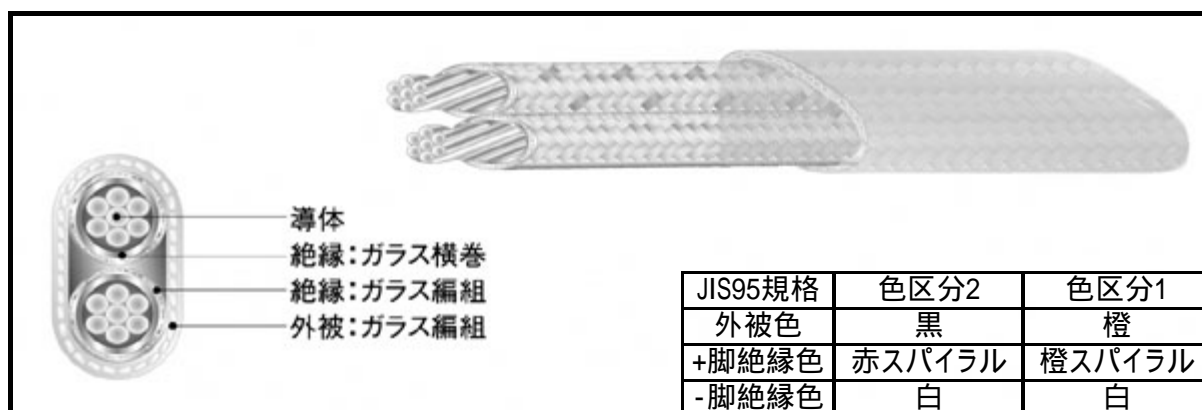 導体
絶縁：ガラス横巻
絶縁：ガラス編組
外被：ガラス編組
JIS95規格 色区分2 色区分1
外被色 黒 橙
+脚絶縁色 赤スパイラル 橙スパイラル
-脚絶縁色 白 白